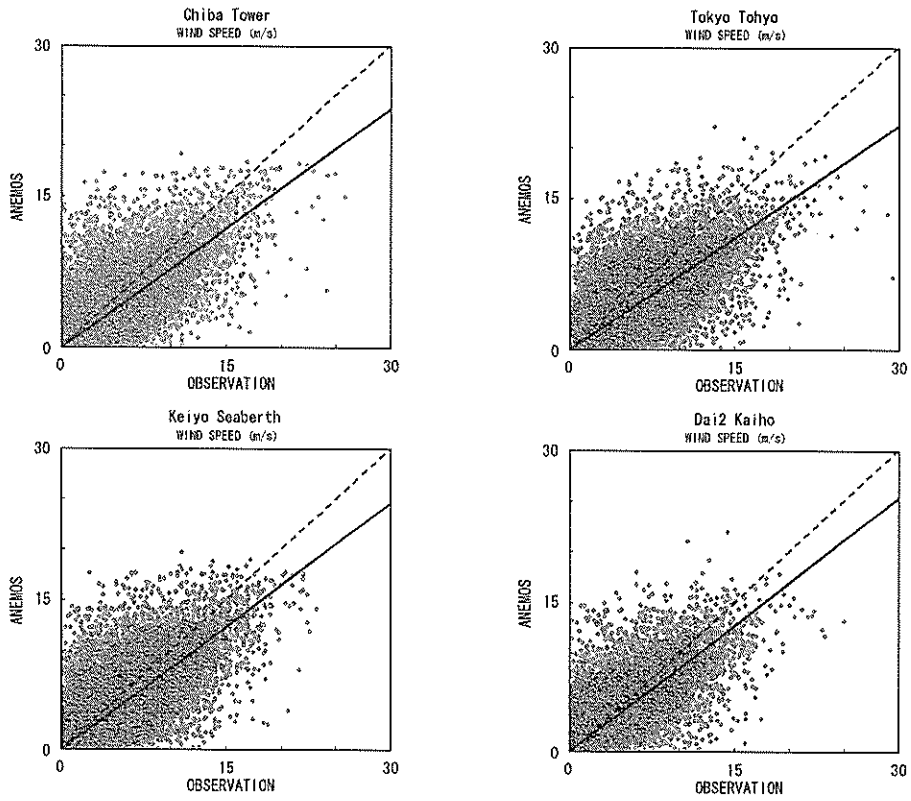 Chiba Tower
WIND SPEED (m/s)
30
15
0
ANEMOS
0 15 30
OBSERVATION
Tokyo Tohyo
WIND SPEED (m/s)
30
15
0
ANEMOS
0 15 30
OBSERVATION
Keiyo Seaberth
WIND SPEED (m/s)
30
15
0
ANEMOS
0 15 30
OBSERVATION
Dai2 Kaiho
WIND SPEED (m/s)
30
15
0
ANEMOS
0 15 30
OBSERVATION